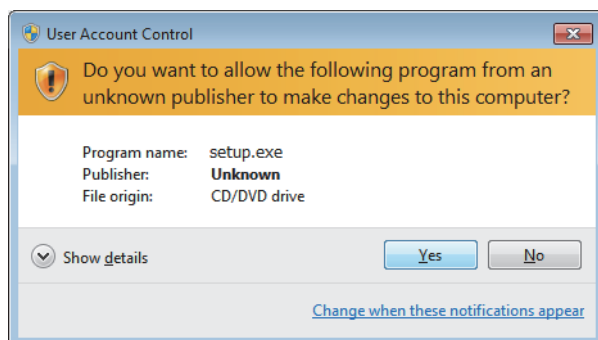 User Account Control
Do you want to allow the following program from an
unknown publisher to make changes to this computer?
Program name: setup.exe
Publisher: Unknown
File origin: CD/DVD drive
Show details
Yes
No
Change when these notifications appear